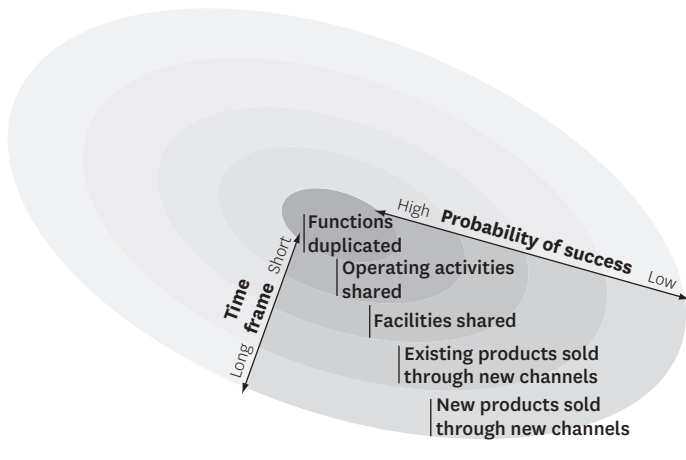 High Probability of success Low
Functions
duplicated
Short
Time
frame
Long
Operating activities
shared
Facilities shared
Existing products sold
through new channels
New products sold
through new channels